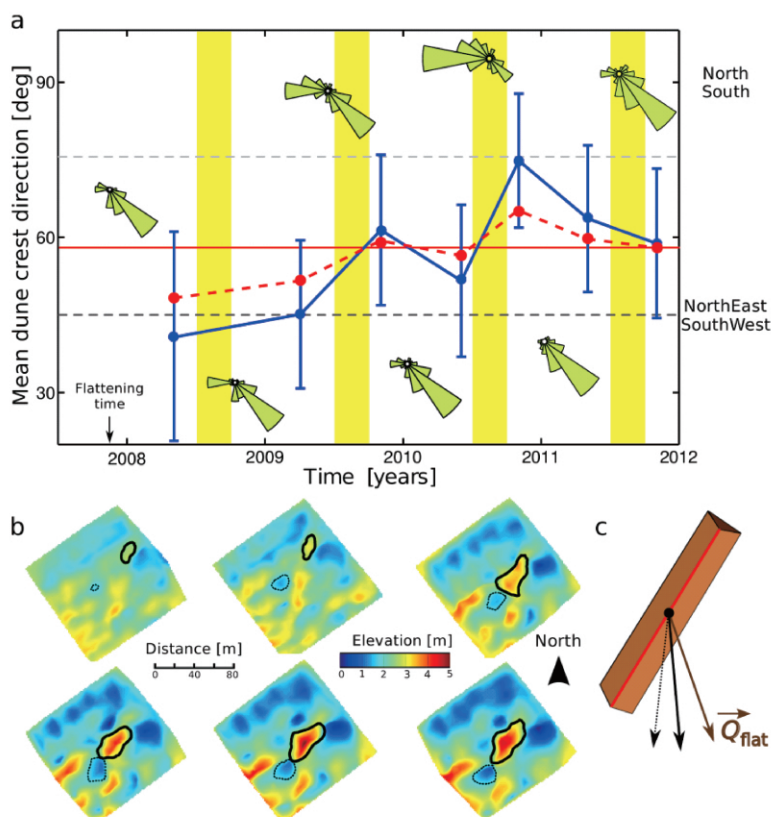 a
Mean dune crest direction [deg]
90
60
30
North
South
NorthEast
SouthWest
Flattening
time
2008
2009
2010
2011
2012
Time [years]
b
Distance [m]
0 40 80
Elevation [m]
0 1 2 3 4 5
North
c
Q flat